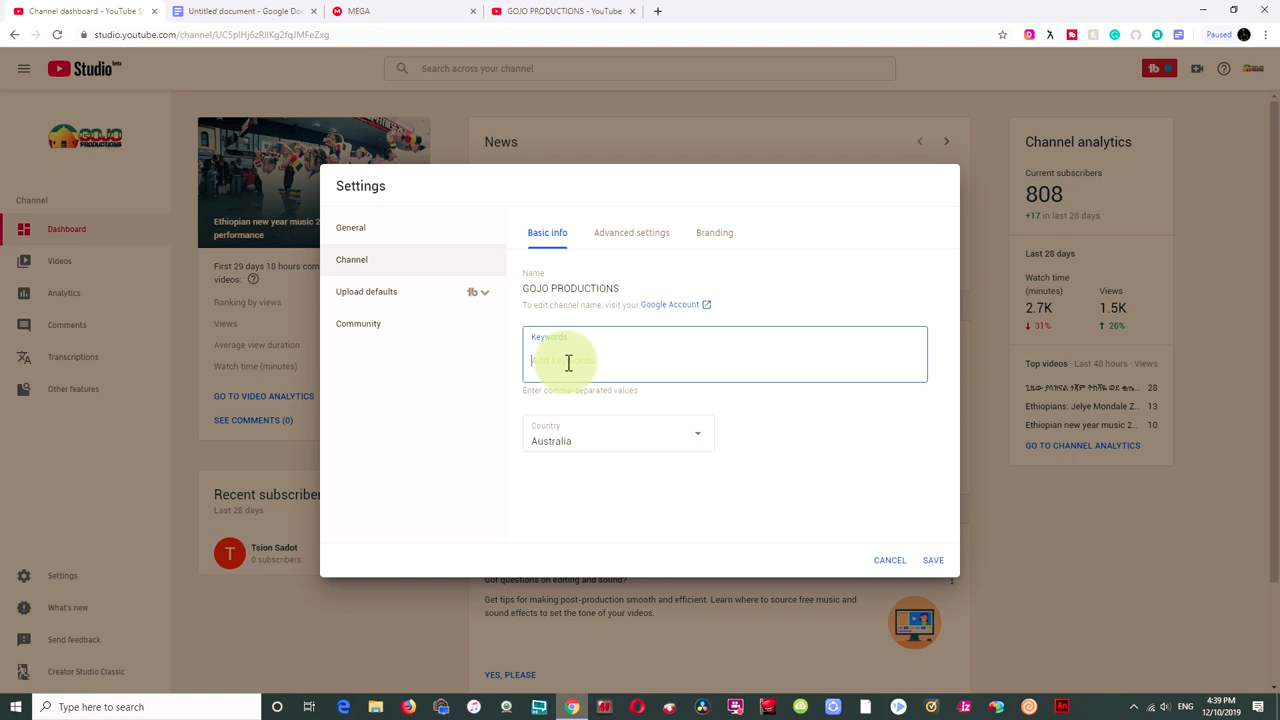 Channel dashboard - YouTube S
Untitled document - Google Docs
MEGA
GOJO PRODUCTIONS - YouTube
studio.youtube.com/channel/UC5pIHj6zRlIKg2fqJMFeZxg
Paused
Studio beta
Search across your channel
GOJO
PRODUCTIONS
Channel
Dashboard
Videos
Analytics
Comments
Transcriptions
Other features
Settings
What's new
Send feedback
Creator Studio Classic
Ethiopian new year music 2
performance
First 29 days 18 hours com
videos:
Ranking by views
Views
Average view duration
Watch time (minutes)
GO TO VIDEO ANALYTICS
SEE COMMENTS (0)
Recent subscribe
Last 28 days
T
Tsion Sadot
0 subscribers
News
Settings
General
Channel
Upload defaults
Community
Basic info
Advanced settings
Branding
Name
GOJO PRODUCTIONS
To edit channel name, visit your Google Account
Keywords
Add keywords
Enter comma-separated values
Country
Australia
CANCEL
SAVE
Got questions on editing and sound?
Get tips for making post-production smooth and efficient. Learn where to source free music and
sound effects to set the tone of your videos.
YES, PLEASE
Channel analytics
Current subscribers
808
+17 in last 28 days
Last 28 days
Watch time
(minutes)
2.7K
31%
Views
1.5K
26%
Top videos · Last 48 hours · Views
28
Ethiopians: Jelye Mondale Z... 13
Ethiopian new year music 2... 10
GO TO CHANNEL ANALYTICS
Type here to search
4:39 PM
12/10/2019